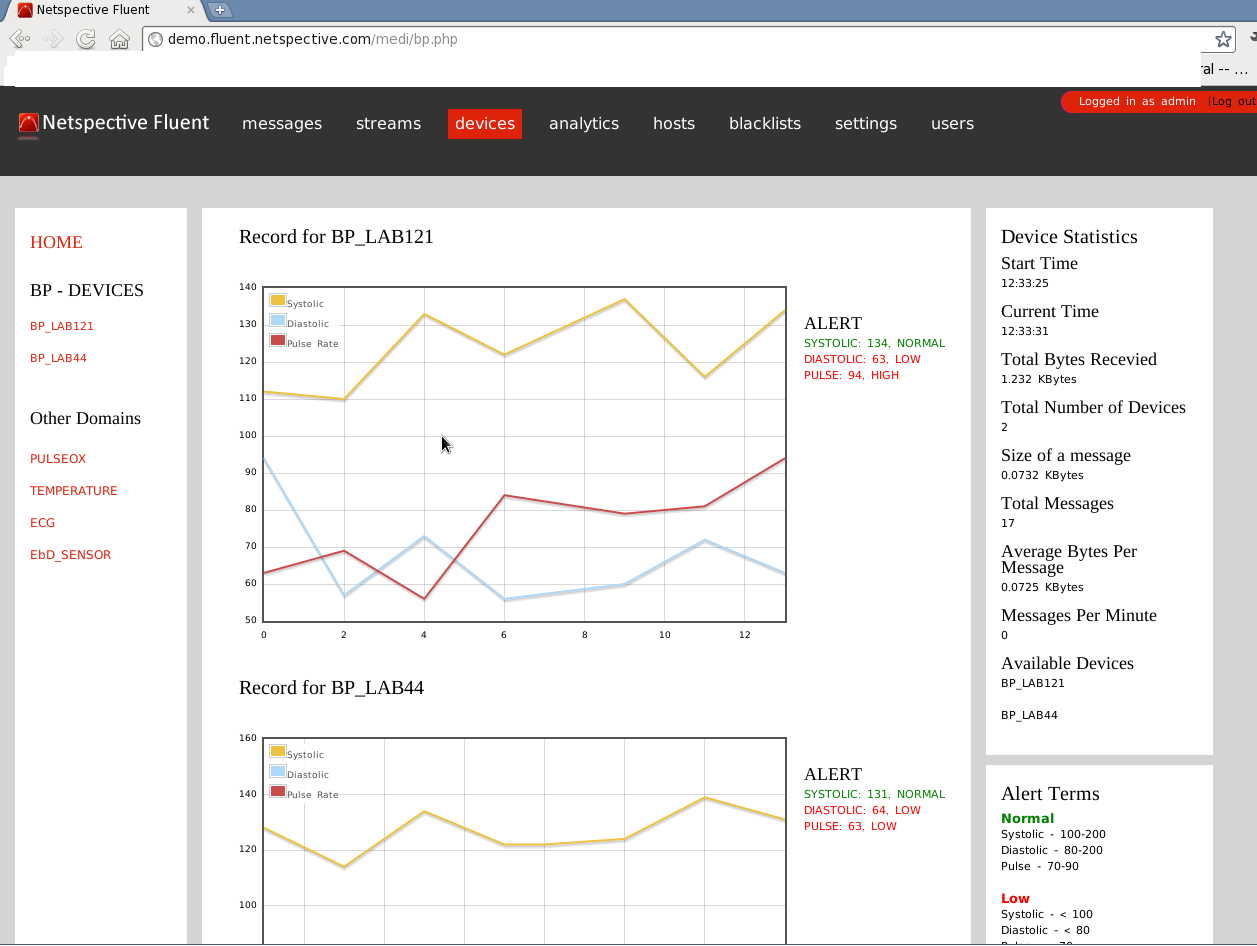 Netspective Fluent
demo.fluent.netspective.com/medi/bp.php
ral -- ...
Logged in as admin (Log out
Netspective Fluent
messages streams devices analytics hosts blacklists settings users
HOME
BP - DEVICES
BP_LAB121
BP_LAB44
Other Domains
PULSEOX
TEMPERATURE
ECG
EbD_SENSOR
Record for BP_LAB121
140
130
120
110
100
90
80
70
60
50
Systolic
Diastolic
Pulse Rate
0 2 4 6 8 10 12
ALERT
SYSTOLIC: 134, NORMAL
DIASTOLIC: 63, LOW
PULSE: 94, HIGH
Record for BP_LAB44
160
140
120
100
Systolic
Diastolic
Pulse Rate
ALERT
SYSTOLIC: 131, NORMAL
DIASTOLIC: 64, LOW
PULSE: 63, LOW
Device Statistics
Start Time
12:33:25
Current Time
12:33:31
Total Bytes Recevied
1.232 KBytes
Total Number of Devices
2
Size of a message
0.0732 KBytes
Total Messages
17
Average Bytes Per
Message
0.0725 KBytes
Messages Per Minute
0
Available Devices
BP_LAB121
BP_LAB44
Alert Terms
Normal
Systolic - 100-200
Diastolic - 80-200
Pulse - 70-90
Low
Systolic - < 100
Diastolic - < 80